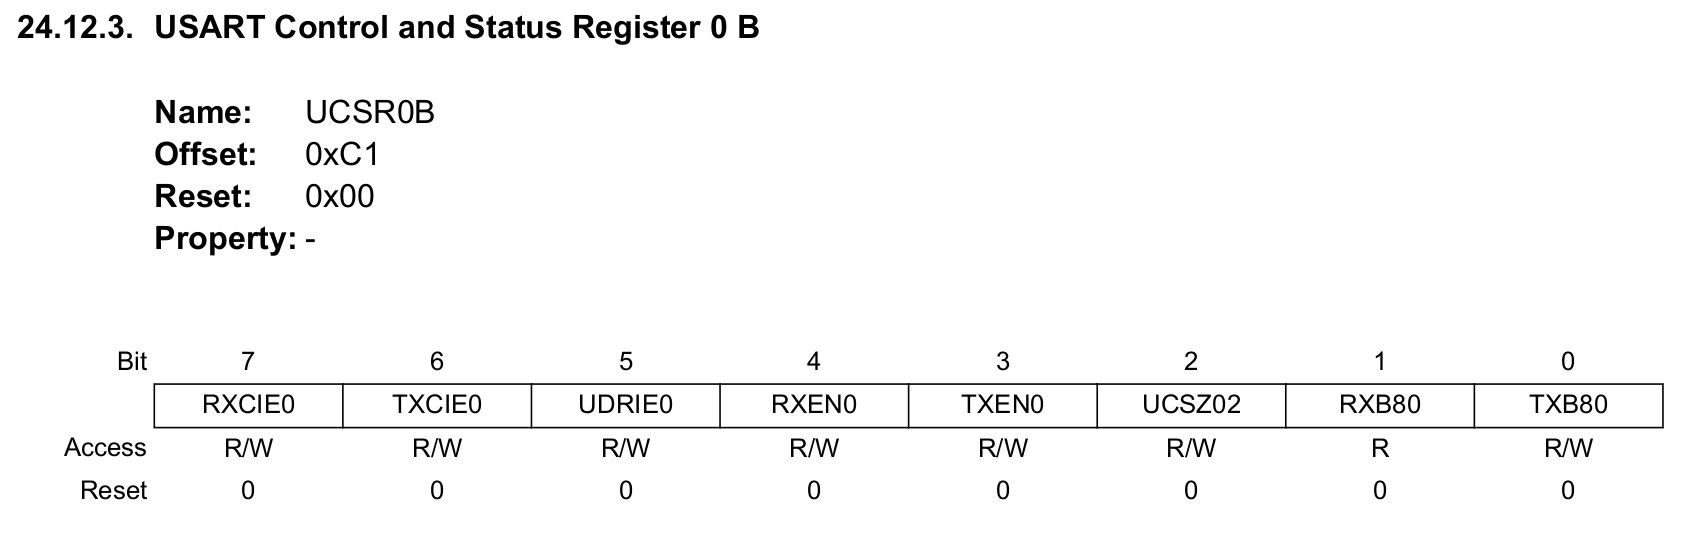 24.12.3. USART Control and Status Register 0 B
Name: UCSR0B
Offset: 0xC1
Reset: 0x00
Property: -
Bit 7 6 5 4 3 2 1 0
RXCIE0 TXCIE0 UDRIE0 RXEN0 TXEN0 UCSZ02 RXB80 TXB80
Access R/W R/W R/W R/W R/W R/W R R/W
Reset 0 0 0 0 0 0 0 0